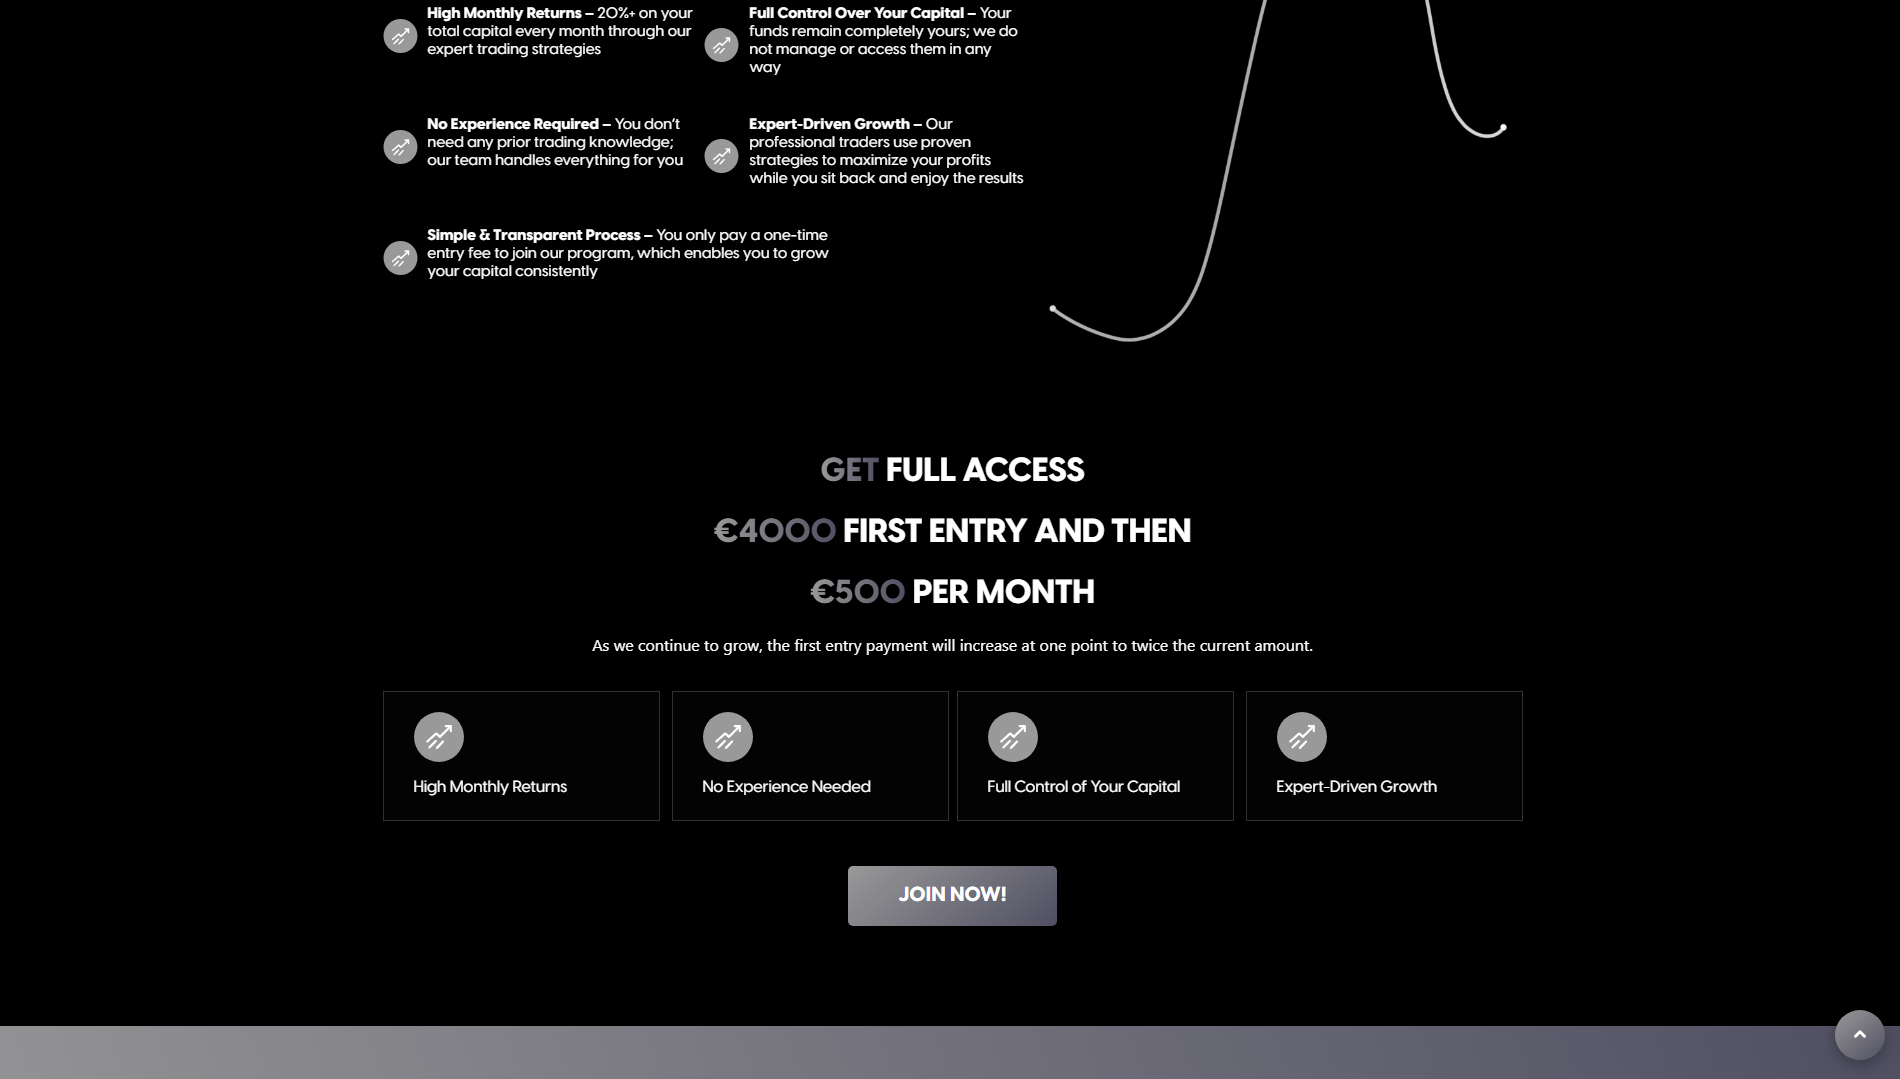 High Monthly Returns – 20%+ on your
total capital every month through our
expert trading strategies
Full Control Over Your Capital – Your
funds remain completely yours; we do
not manage or access them in any
way
No Experience Required – You don’t
need any prior trading knowledge;
our team handles everything for you
Expert-Driven Growth – Our
professional traders use proven
strategies to maximize your profits
while you sit back and enjoy the results
Simple & Transparent Process – You only pay a one-time
entry fee to join our program, which enables you to grow
your capital consistently
GET FULL ACCESS
€4000 FIRST ENTRY AND THEN
€500 PER MONTH
As we continue to grow, the first entry payment will increase at one point to twice the current amount.
High Monthly Returns
No Experience Needed
Full Control of Your Capital
Expert-Driven Growth
JOIN NOW!